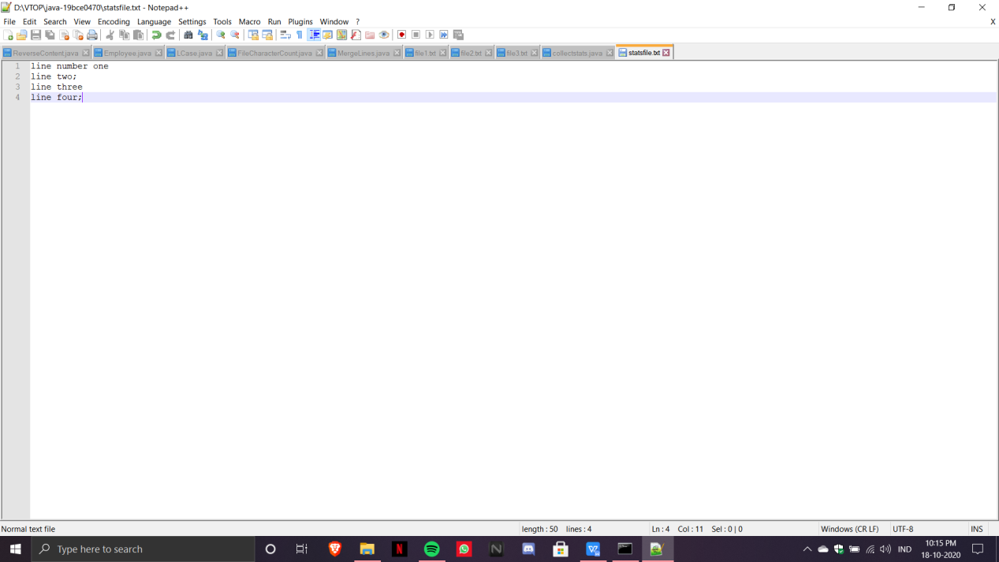 D:\VTOP\java-19bce0470\statsfile.txt - Notepad++
File Edit Search View Encoding Language Settings Tools Macro Run Plugins Window ? X
ReverseContent.java Employee.java LCase.java FileCharacterCount.java MergeLines.java file1.txt file2.txt file3.txt collectstats.java statsfile.txt
1 line number one
2 line two;
3 line three
4 line four;
Normal text file length : 50 lines : 4 Ln : 4 Col : 11 Sel : 0 | 0 Windows (CR LF) UTF-8 INS
Type here to search IND 10:15 PM
18-10-2020